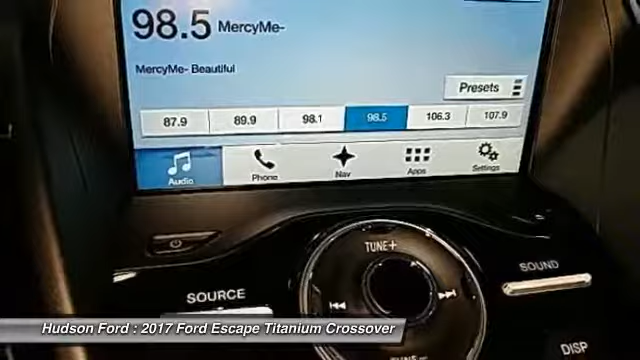 98.5 MercyMe-
MercyMe- Beautiful
Presets
87.9 89.9 98.1 98.5 106.3 107.9
Audio Phone Nav Apps Settings
TUNE+
SOUND
SOURCE
Hudson Ford : 2017 Ford Escape Titanium Crossover
DISP